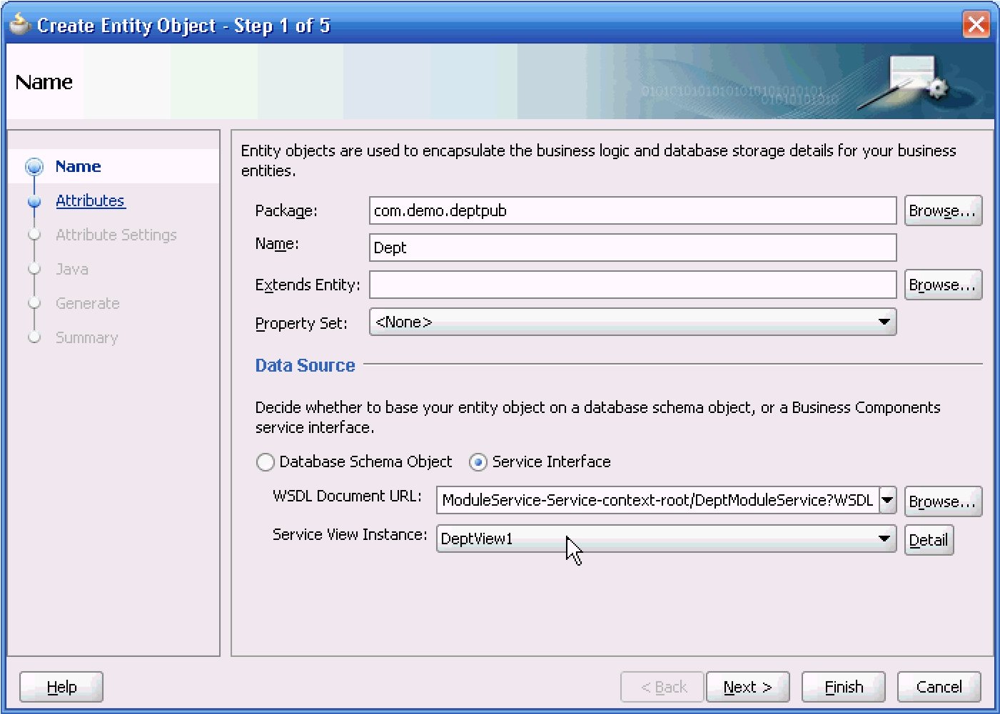 Create Entity Object - Step 1 of 5
Name
01010101010101010101010101
01010101010
Name
Attributes
Attribute Settings
Java
Generate
Summary
Entity objects are used to encapsulate the business logic and database storage details for your business
entities.
Package:
com.demo.deptpub
Browse...
Name:
Dept
Extends Entity:
Browse...
Property Set:
<None>
Data Source
Decide whether to base your entity object on a database schema object, or a Business Components
service interface.
Database Schema Object
Service Interface
WSDL Document URL:
ModuleService-Service-context-root/DeptModuleService?WSDL
Browse...
Service View Instance:
DeptView1
Detail
Help
< Back
Next >
Finish
Cancel